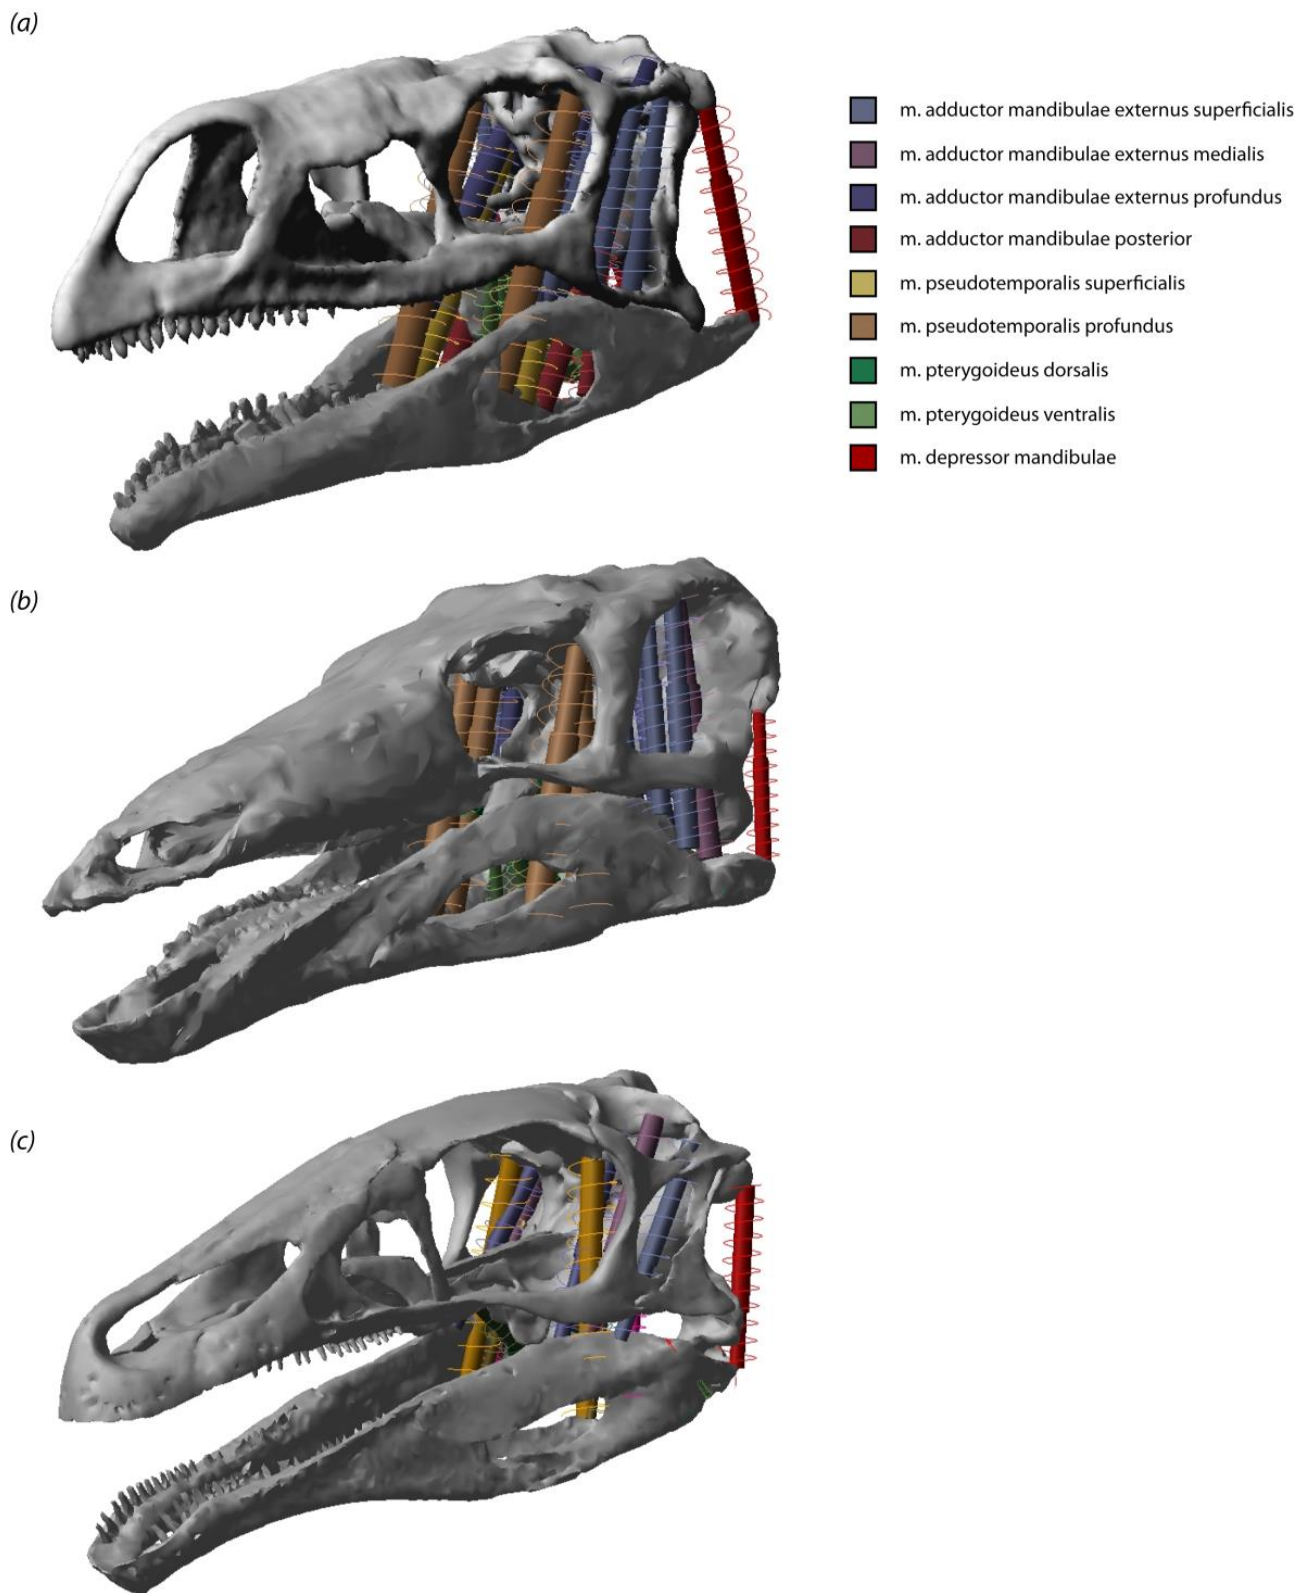 (a)
m. adductor mandibulae externus superficialis
m. adductor mandibulae externus medialis
m. adductor mandibulae externus profundus
m. adductor mandibulae posterior
m. pseudotemporalis superficialis
m. pseudotemporalis profundus
m. pterygoideus dorsalis
m. pterygoideus ventralis
m. depressor mandibulae
(b)
(c)